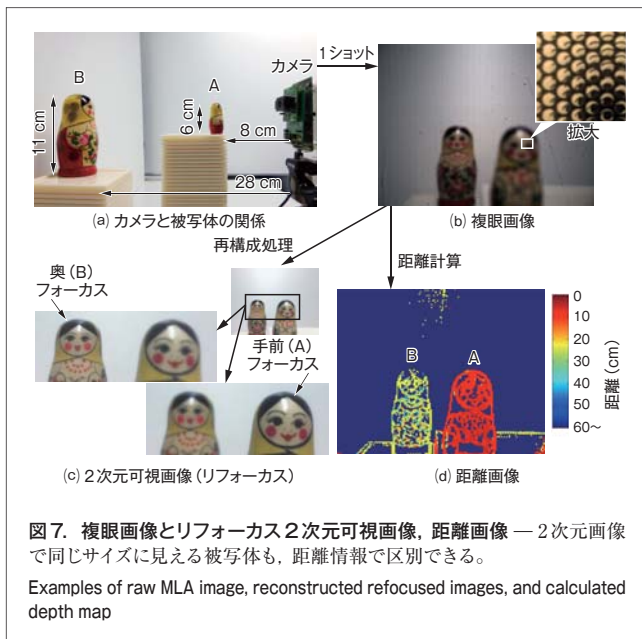 B
A
11 cm
6 cm
8 cm
28 cm
カメラ
1ショット
拡大
(a) カメラと被写体の関係
(b) 複眼画像
再構成処理
距離計算
奥(B)
フォーカス
手前(A)
フォーカス
(c) 2次元可視画像(リフォーカス)
B
A
0
10
20
30
40
50
60〜
距離(cm)
(d) 距離画像
図7. 複眼画像とリフォーカス2次元可視画像, 距離画像 — 2次元画像
で同じサイズに見える被写体も, 距離情報で区別できる。
Examples of raw MLA image, reconstructed refocused images, and calculated
depth map